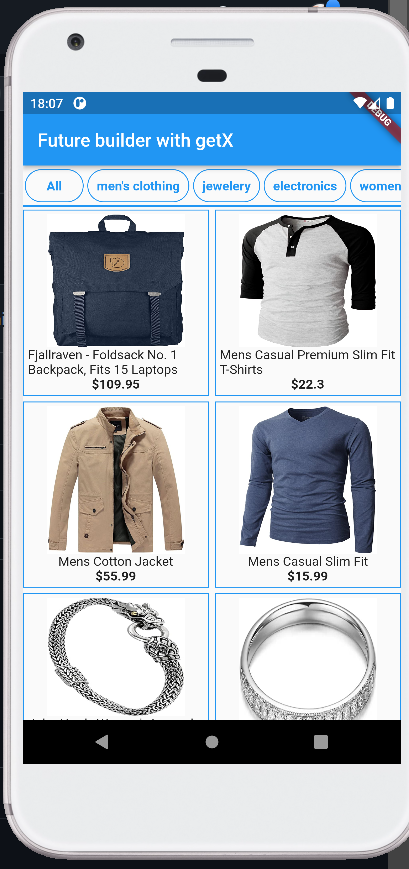 18:07
DEBUG
Future builder with getX
All
men's clothing
jewelery
electronics
women
Fjallraven - Foldsack No. 1
Backpack, Fits 15 Laptops
$109.95
Mens Casual Premium Slim Fit
T-Shirts
$22.3
Mens Cotton Jacket
$55.99
Mens Casual Slim Fit
$15.99